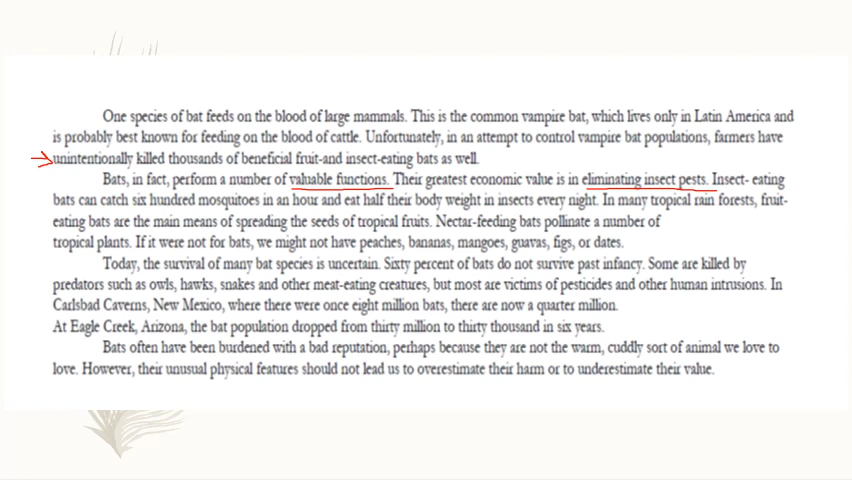 One species of bat feeds on the blood of large mammals. This is the common vampire bat, which lives only in Latin America and
is probably best known for feeding on the blood of cattle. Unfortunately, in an attempt to control vampire bat populations, farmers have
unintentionally killed thousands of beneficial fruit-and insect-eating bats as well.
Bats, in fact, perform a number of valuable functions. Their greatest economic value is in eliminating insect pests. Insect- eating
bats can catch six hundred mosquitoes in an hour and eat half their body weight in insects every night. In many tropical rain forests, fruit-
eating bats are the main means of spreading the seeds of tropical fruits. Nectar-feeding bats pollinate a number of
tropical plants. If it were not for bats, we might not have peaches, bananas, mangoes, guavas, figs, or dates.
Today, the survival of many bat species is uncertain. Sixty percent of bats do not survive past infancy. Some are killed by
predators such as owls, hawks, snakes and other meat-eating creatures, but most are victims of pesticides and other human intrusions. In
Carlsbad Caverns, New Mexico, where there were once eight million bats, there are now a quarter million.
At Eagle Creek, Arizona, the bat population dropped from thirty million to thirty thousand in six years.
Bats often have been burdened with a bad reputation, perhaps because they are not the warm, cuddly sort of animal we love to
love. However, their unusual physical features should not lead us to overestimate their harm or to underestimate their value.